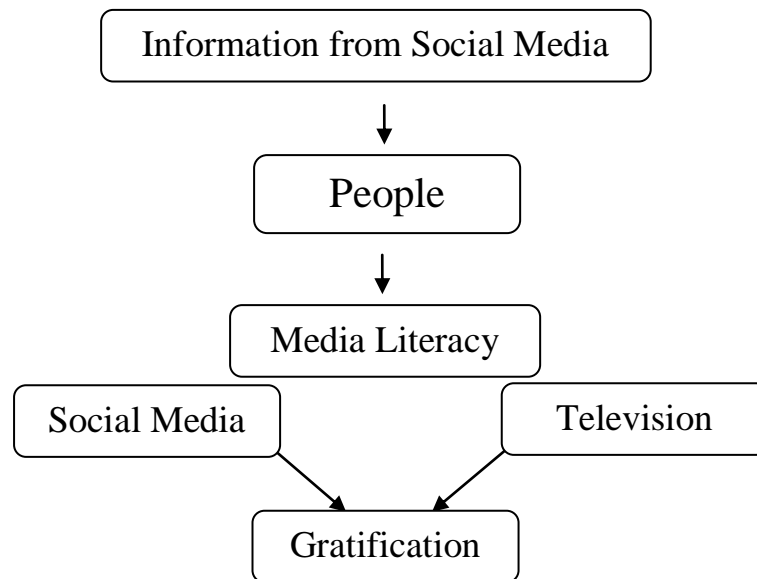 Information from Social Media
People
Media Literacy
Social Media
Television
Gratification